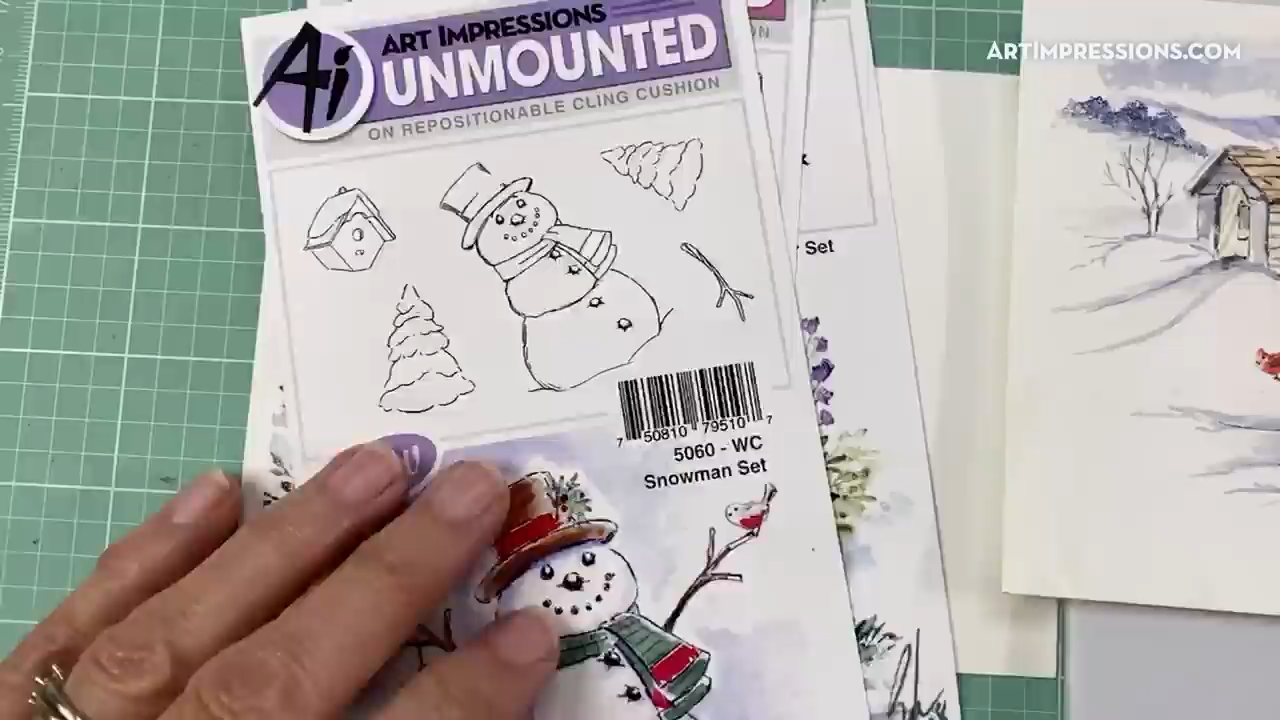 ARTIMPRESSIONS.COM
Ai
ART IMPRESSIONS
UNMOUNTED
ON REPOSITIONABLE CLING CUSHION
Set
7 50810 79510 7
5060 - WC
Snowman Set